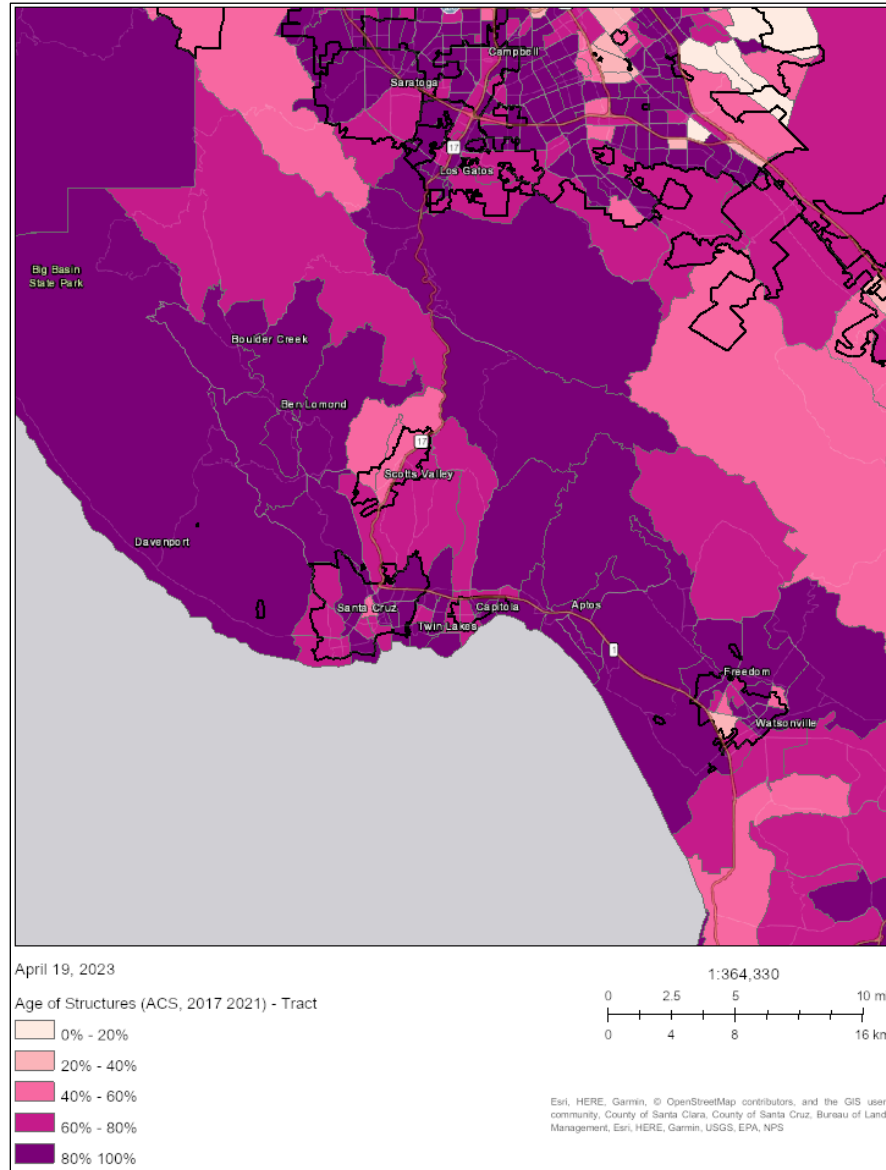 Campbell
Saratoga
17
Los Gatos
Big Basin
State Park
Boulder Creek
Ben Lomond
17
Scotts Valley
Davenport
Santa Cruz
Capitola
Aptos
Twin Lakes
1
Freedom
Watsonville
April 19, 2023
1:364,330
Age of Structures (ACS, 2017 2021) - Tract
0 2.5 5 10 mi
0 4 8 16 km
0% - 20%
20% - 40%
40% - 60%
60% - 80%
80% 100%
Esri, HERE, Garmin, © OpenStreetMap contributors, and the GIS user
community, County of Santa Clara, County of Santa Cruz, Bureau of Land
Management, Esri, HERE, Garmin, USGS, EPA, NPS